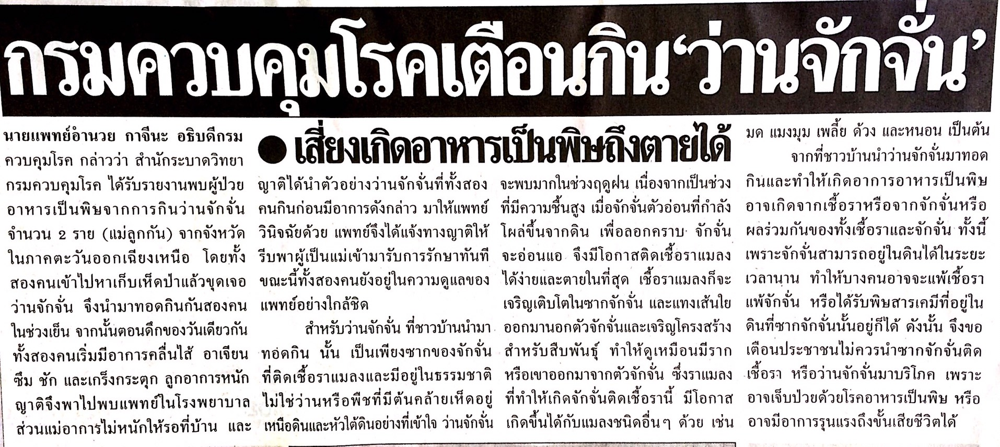 กรมควบคุมโรคเตือนกิน‘ว่านจักจั่น’
● เสี่ยงเกิดอาหารเป็นพิษถึงตายได้
นายแพทย์อำนวย กาจีนะ อธิบดีกรม
ควบคุมโรค กล่าวว่า สำนักระบาดวิทยา
กรมควบคุมโรค ได้รับรายงานพบผู้ป่วย
อาหารเป็นพิษจากการกินว่านจักจั่น
จำนวน 2 ราย (แม่ลูกกัน) จากจังหวัด
ในภาคตะวันออกเฉียงเหนือ โดยทั้ง
สองคนเข้าไปหาเก็บเห็ดป่าแล้วขุดเจอ
ว่านจักจั่น จึงนำมาทอดกินกันสองคน
ในช่วงเย็น จากนั้นตอนดึกของวันเดียวกัน
ทั้งสองคนเริ่มมีอาการคลื่นไส้ อาเจียน
ซึม ชัก และเกร็งกระตุก ลูกอาการหนัก
ญาติจึงพาไปพบแพทย์ในโรงพยาบาล
ส่วนแม่อาการไม่หนักให้รอที่บ้าน และ
ญาติได้นำตัวอย่างว่านจักจั่นที่ทั้งสอง
คนกินก่อนมีอาการดังกล่าว มาให้แพทย์
วินิจฉัยด้วย แพทย์จึงได้แจ้งทางญาติให้
รีบพาผู้เป็นแม่เข้ามารับการรักษาทันที
ขณะนี้ทั้งสองคนยังอยู่ในความดูแลของ
แพทย์อย่างใกล้ชิด
สำหรับว่านจักจั่น ที่ชาวบ้านนำมา
ทอดกิน นั้น เป็นเพียงซากของจักจั่น
ที่ติดเชื้อราแมลงและมีอยู่ในธรรมชาติ
ไม่ใช่ว่านหรือพืชที่มีต้นคล้ายเห็ดอยู่
เหนือดินและหัวใต้ดินอย่างที่เข้าใจ ว่านจักจั่น
จะพบมากในช่วงฤดูฝน เนื่องจากเป็นช่วง
ที่มีความชื้นสูง เมื่อจักจั่นตัวอ่อนที่กำลัง
โผล่ขึ้นจากดิน เพื่อลอกคราบ จักจั่น
จะอ่อนแอ จึงมีโอกาสติดเชื้อราแมลง
ได้ง่ายและตายในที่สุด เชื้อราแมลงก็จะ
เจริญเติบโตในซากจักจั่น และแทงเส้นใย
ออกมานอกตัวจักจั่นและเจริญโครงสร้าง
สำหรับสืบพันธุ์ ทำให้ดูเหมือนมีราก
หรือเขาออกมาจากตัวจักจั่น ซึ่งราแมลง
ที่ทำให้เกิดจักจั่นติดเชื้อรานี้ มีโอกาส
เกิดขึ้นได้กับแมลงชนิดอื่นๆ ด้วย เช่น
มด แมงมุม เพลี้ย ด้วง และหนอน เป็นต้น
จากที่ชาวบ้านนำว่านจักจั่นมาทอด
กินและทำให้เกิดอาการอาหารเป็นพิษ
อาจเกิดจากเชื้อราหรือจากจักจั่นหรือ
ผลร่วมกันของทั้งเชื้อราและจักจั่น ทั้งนี้
เพราะจักจั่นสามารถอยู่ในดินได้ในระยะ
เวลานาน ทำให้บางคนอาจจะแพ้เชื้อรา
แพ้จักจั่น หรือได้รับพิษสารเคมีที่อยู่ใน
ดินที่ซากจักจั่นนั้นอยู่ก็ได้ ดังนั้น จึงขอ
เตือนประชาชนไม่ควรนำซากจักจั่นติด
เชื้อรา หรือว่านจักจั่นมาบริโภค เพราะ
อาจเจ็บป่วยด้วยโรคอาหารเป็นพิษ หรือ
อาจมีอาการรุนแรงถึงขั้นเสียชีวิตได้